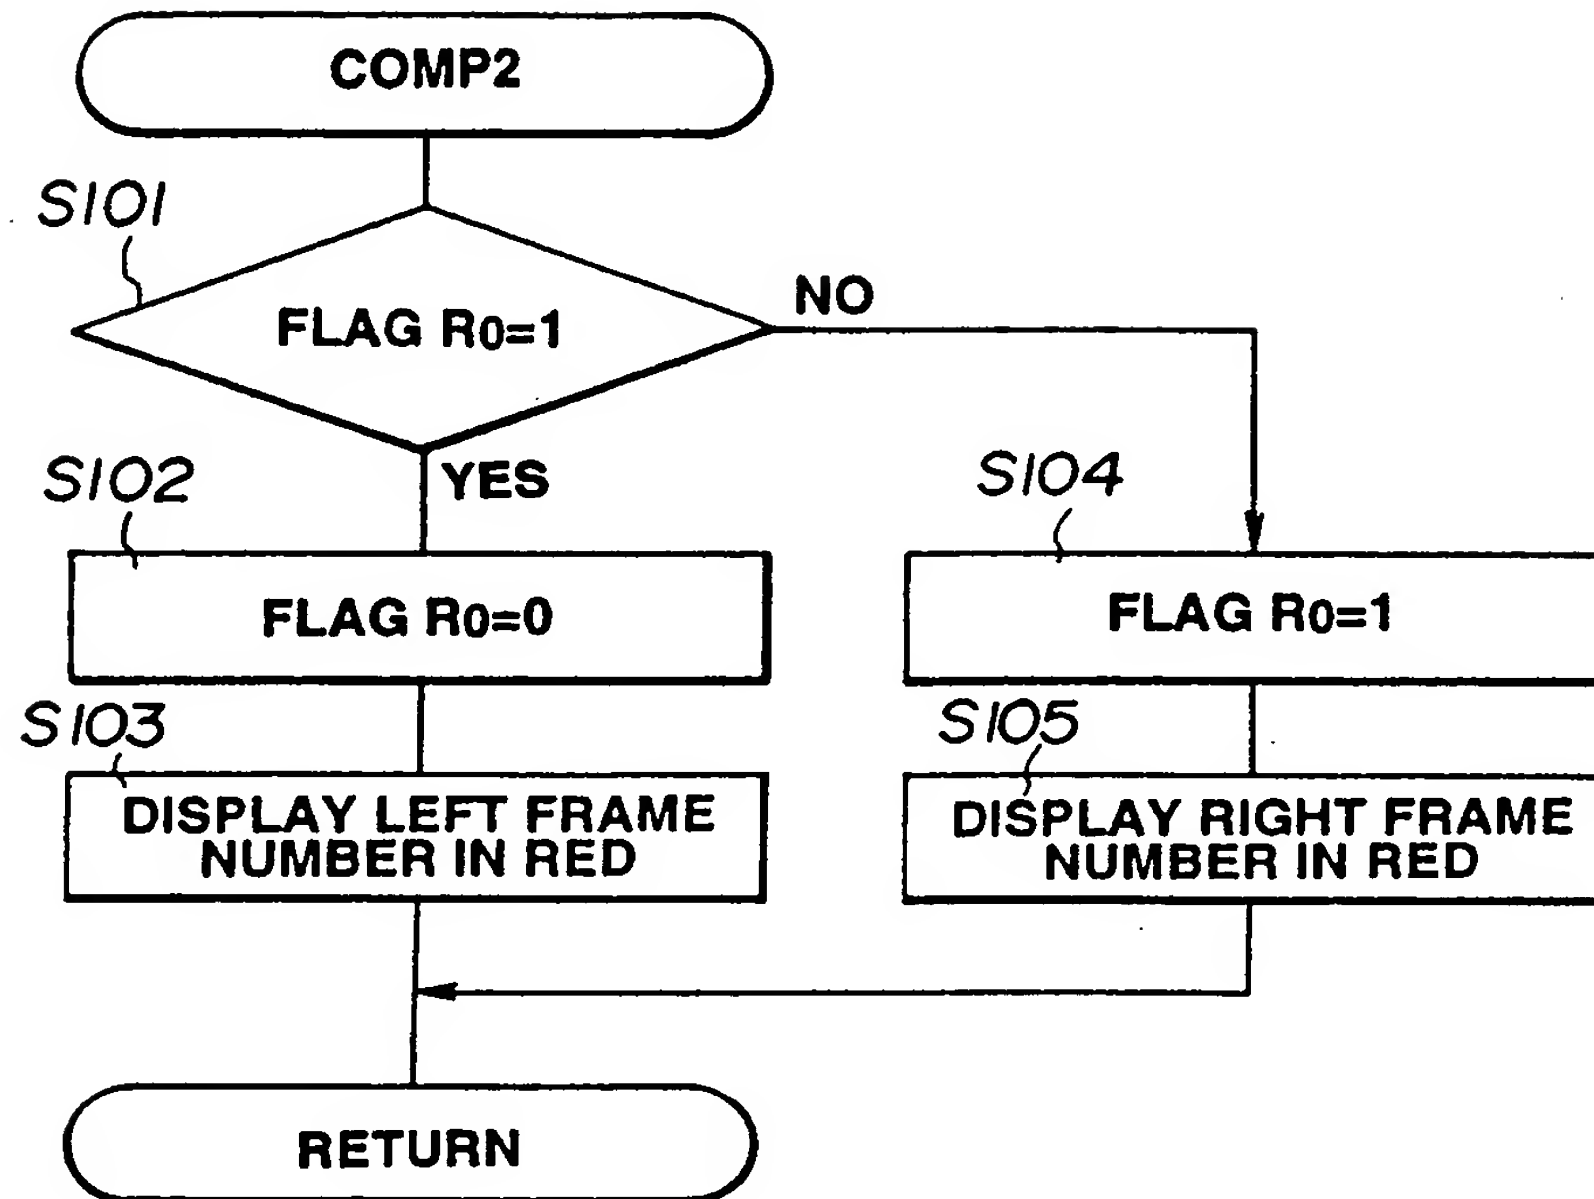 COMP2
S101
FLAG R0=1
NO
YES
S102
FLAG R0=0
S104
FLAG R0=1
S103
DISPLAY LEFT FRAME
NUMBER IN RED
S105
DISPLAY RIGHT FRAME
NUMBER IN RED
RETURN